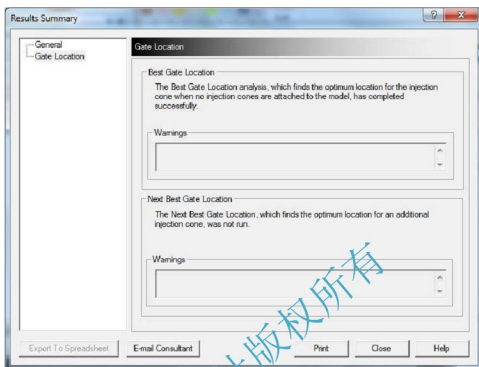 Results Summary
General
Gate Location
Gate Location
Best Gate Location
The Best Gate Location analysis, which finds the optimum location for the injection
cone when no injection cones are attached to the model, has completed
successfully.
Warnings
Next Best Gate Location
The Next Best Gate Location, which finds the optimum location for an additional
injection cone, was not run.
Warnings
版权所有
Export To Spreadsheet
E-mail Consultant
Print
Close
Help